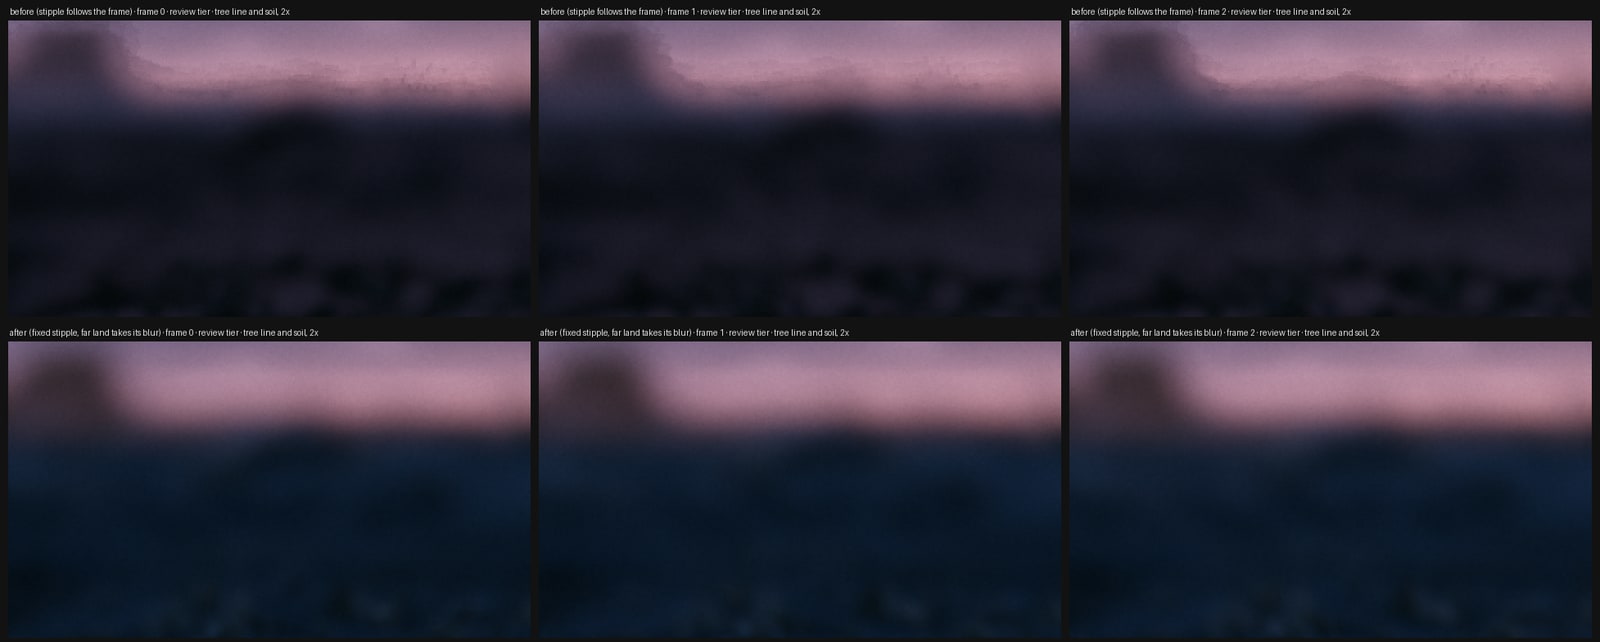 before (stipple follows the frame) · frame 0 · review tier · tree line and soil, 2x
before (stipple follows the frame) · frame 1 · review tier · tree line and soil, 2x
before (stipple follows the frame) · frame 2 · review tier · tree line and soil, 2x
after (fixed stipple, far land takes its blur) · frame 0 · review tier · tree line and soil, 2x
after (fixed stipple, far land takes its blur) · frame 1 · review tier · tree line and soil, 2x
after (fixed stipple, far land takes its blur) · frame 2 · review tier · tree line and soil, 2x